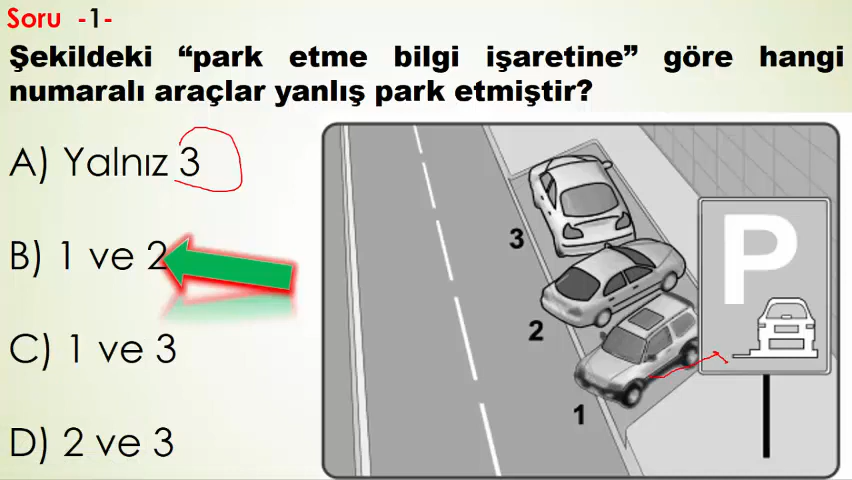 Soru -1-
Şekildeki “park etme bilgi işaretine” göre hangi
numaralı araçlar yanlış park etmiştir?
A) Yalnız 3
B) 1 ve 2
C) 1 ve 3
D) 2 ve 3
3
2
1
P